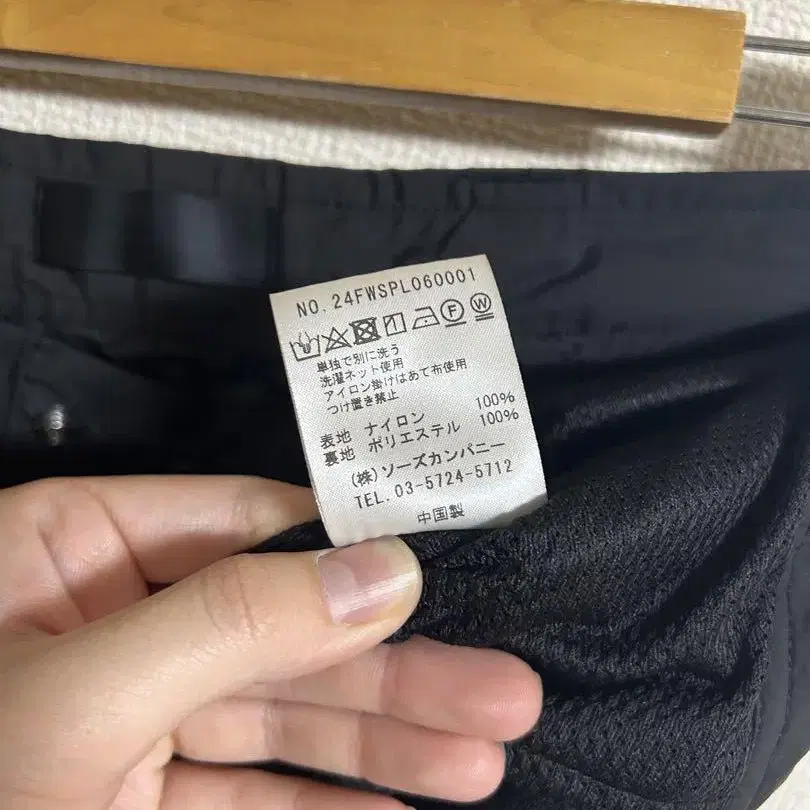 NO. 24FWSPL060001
F W
単独で別に洗う
洗濯ネット使用
アイロン掛けはあて布使用
つけ置き禁止
表地 ナイロン 100%
裏地 ポリエステル 100%
(株)ソーズカンパニー
TEL. 03-5724-5712
中国製